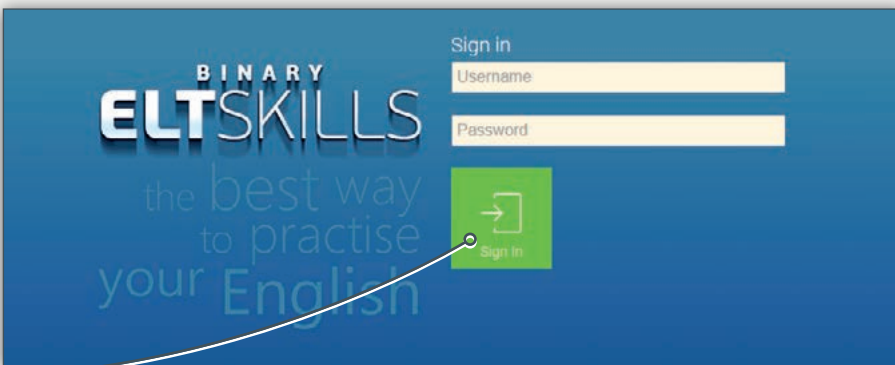 BINARY
ELTSKILLS
the best way
to practise
your English
Sign in
Username
Password
Sign In